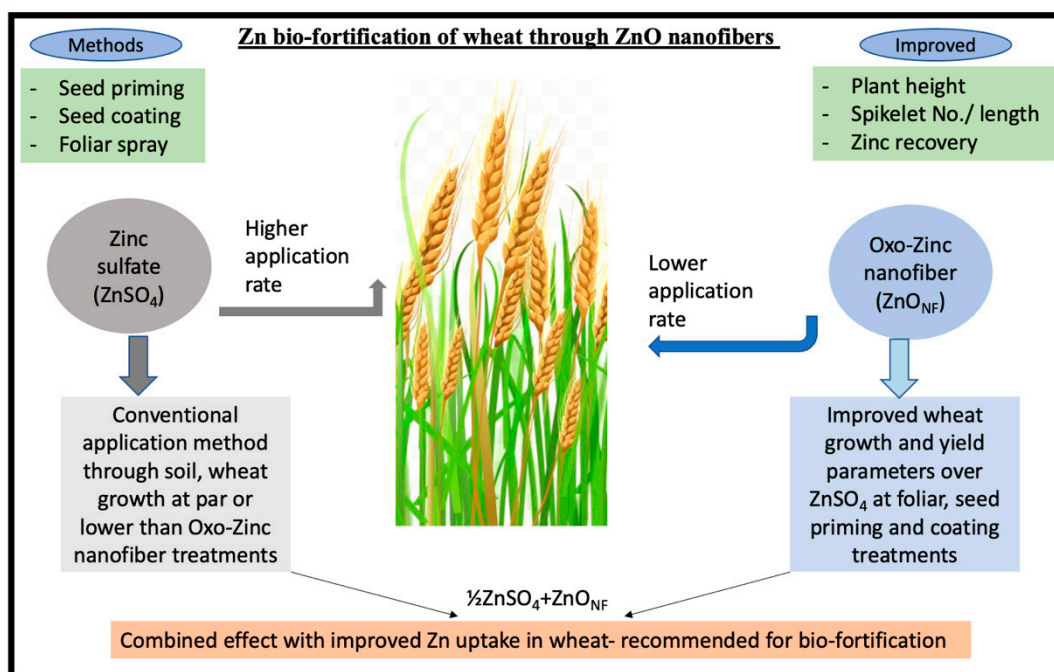 Methods
Zn bio-fortification of wheat through ZnO nanofibers
Improved
- Seed priming
- Seed coating
- Foliar spray
- Plant height
- Spikelet No./ length
- Zinc recovery
Zinc
sulfate
(ZnSO₄)
Higher
application
rate
Lower
application
rate
Oxo-Zinc
nanofiber
(ZnO_NF)
Conventional
application method
through soil, wheat
growth at par or
lower than Oxo-Zinc
nanofiber treatments
Improved wheat
growth and yield
parameters over
ZnSO₄ at foliar, seed
priming and coating
treatments
½ZnSO₄+ZnO_NF
Combined effect with improved Zn uptake in wheat- recommended for bio-fortification